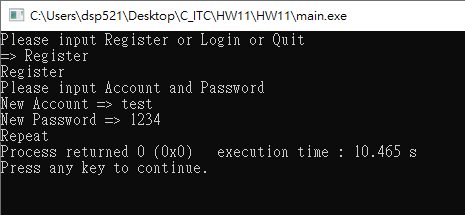 C:\Users\dsp521\Desktop\C_ITC\HW11\HW11\main.exe
Please input Register or Login or Quit
=> Register
Register
Please input Account and Password
New Account => test
New Password => 1234
Repeat
Process returned 0 (0x0)   execution time : 10.465 s
Press any key to continue.